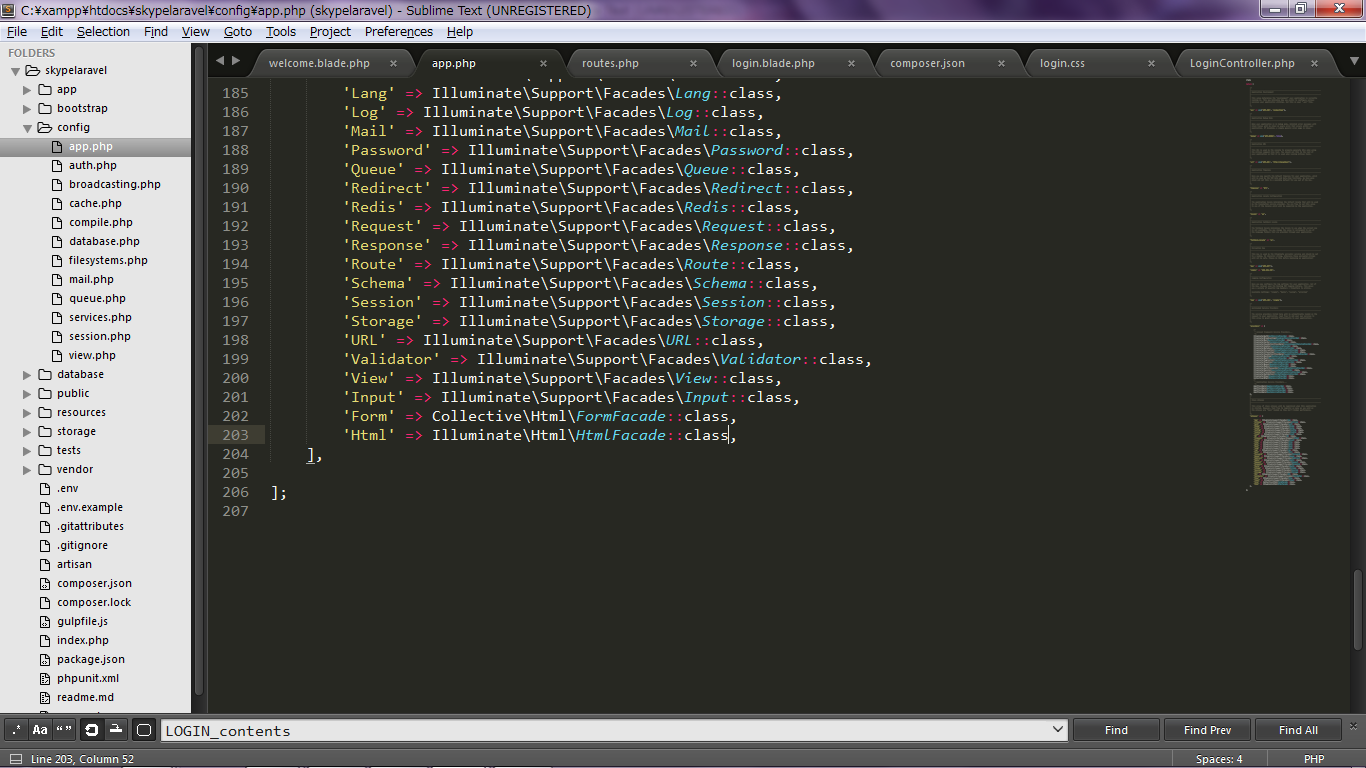 C:¥xampp¥htdocs¥skypelaravel¥config¥app.php (skypelaravel) - Sublime Text (UNREGISTERED)
File Edit Selection Find View Goto Tools Project Preferences Help
FOLDERS
skypelaravel
app
bootstrap
config
app.php
auth.php
broadcasting.php
cache.php
compile.php
database.php
filesystems.php
mail.php
queue.php
services.php
session.php
view.php
database
public
resources
storage
tests
vendor
.env
.env.example
.gitattributes
.gitignore
artisan
composer.json
composer.lock
gulpfile.js
index.php
package.json
phpunit.xml
readme.md
welcome.blade.php × app.php × routes.php × login.blade.php × composer.json × login.css × LoginController.php ×
185 'Lang' => Illuminate\Support\Facades\Lang::class,
186 'Log' => Illuminate\Support\Facades\Log::class,
187 'Mail' => Illuminate\Support\Facades\Mail::class,
188 'Password' => Illuminate\Support\Facades\Password::class,
189 'Queue' => Illuminate\Support\Facades\Queue::class,
190 'Redirect' => Illuminate\Support\Facades\Redirect::class,
191 'Redis' => Illuminate\Support\Facades\Redis::class,
192 'Request' => Illuminate\Support\Facades\Request::class,
193 'Response' => Illuminate\Support\Facades\Response::class,
194 'Route' => Illuminate\Support\Facades\Route::class,
195 'Schema' => Illuminate\Support\Facades\Schema::class,
196 'Session' => Illuminate\Support\Facades\Session::class,
197 'Storage' => Illuminate\Support\Facades\Storage::class,
198 'URL' => Illuminate\Support\Facades\URL::class,
199 'Validator' => Illuminate\Support\Facades\Validator::class,
200 'View' => Illuminate\Support\Facades\View::class,
201 'Input' => Illuminate\Support\Facades\Input::class,
202 'Form' => Collective\Html\FormFacade::class,
203 'Html' => Illuminate\Html\HtmlFacade::class,
204 ],
205
206 ];
207
.* Aa “” LOGIN_contents Find Find Prev Find All ×
Line 203, Column 52 Spaces: 4 PHP